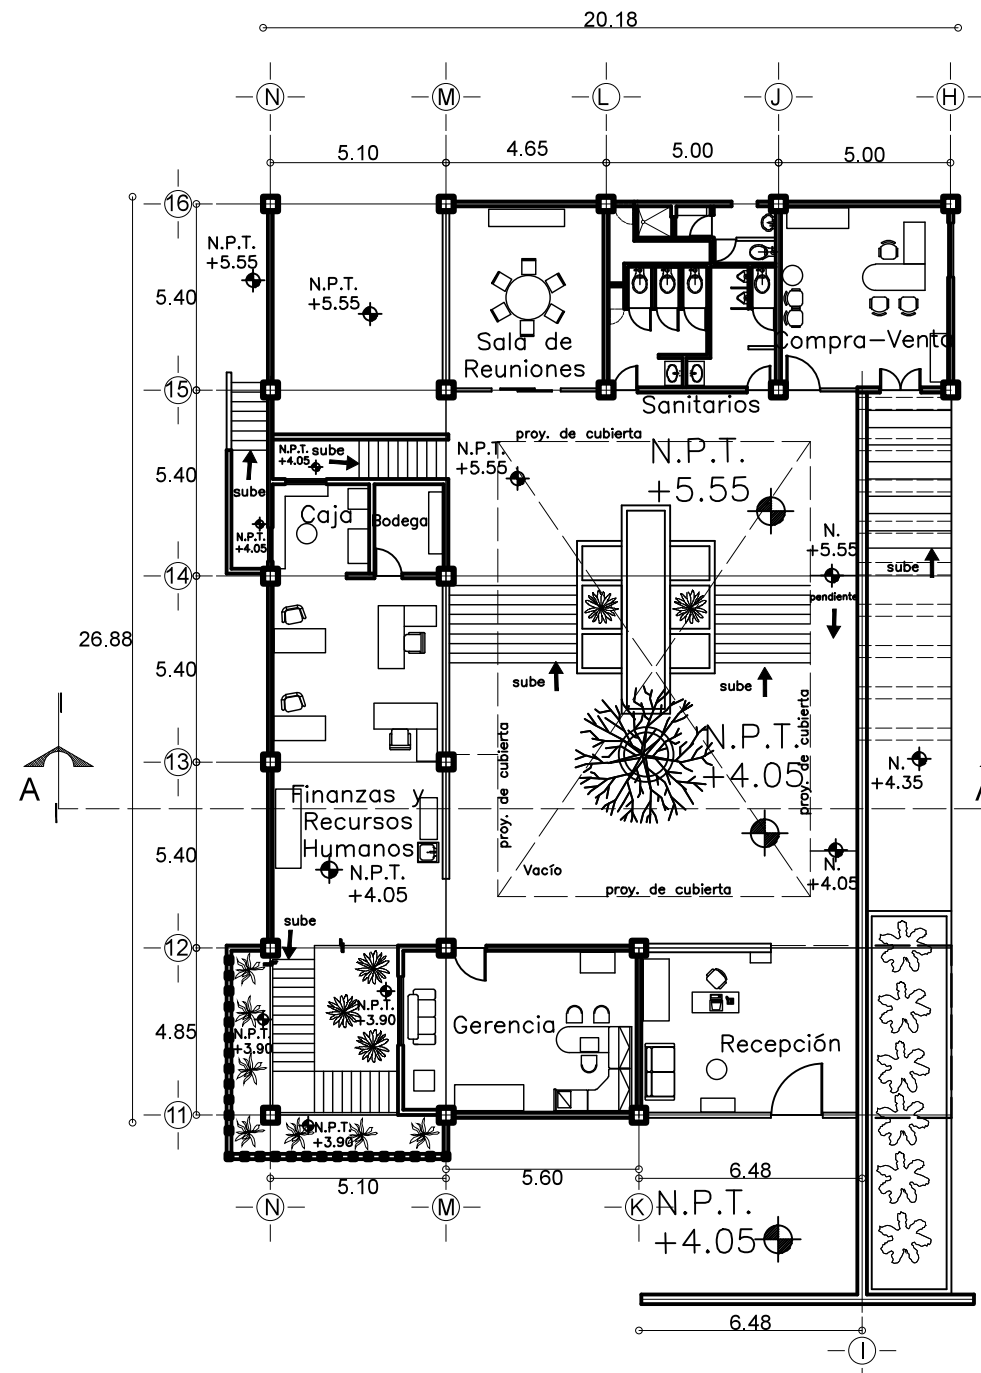 20.18
N M L J H
5.10 4.65 5.00 5.00
16
N.P.T.
+5.55
N.P.T.
+5.55
5.40
Sala de
Reuniones
Compra-Venta
15
Sanitarios
proy. de cubierta
N.P.T.
+4.05
sube
N.P.T.
+5.55
N.P.T.
+5.55
5.40
sube
Caja
Bodega
N.P.T.
+4.05
N.
+5.55
sube
14
pendiente
26.88
5.40
sube
sube
proy. de cubierta
proy. de cubierta
N.P.T.
+4.05
13
N.
+4.35
A
Finanzas y
Recursos
Humanos
5.40
N.P.T.
+4.05
Vacío
N.
+4.05
proy. de cubierta
sube
12
N.P.T.
+3.90
N.P.T.
+3.90
4.85
Gerencia
Recepción
11
N.P.T.
+3.90
5.10
5.60
6.48
N M K
N.P.T.
+4.05
6.48
I